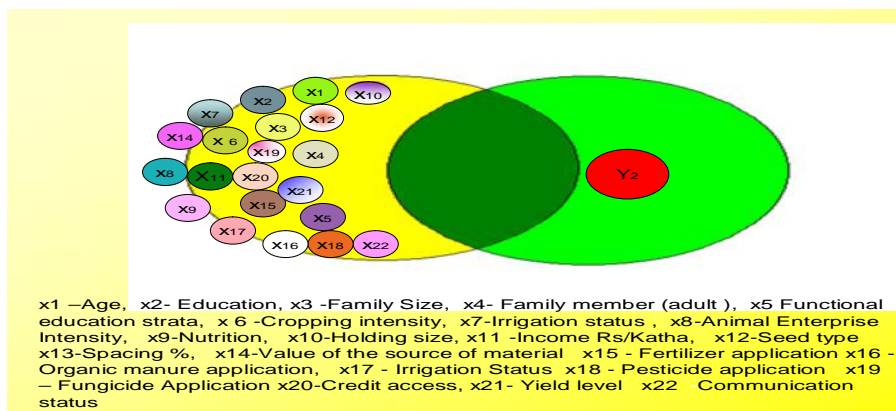 x1
x10
x2
x7
x12
x3
x14
x 6
x19
x4
x8
X11
x20
x21
x9
x15
x5
x17
x16
x18
x22
Y2
x1 –Age, x2- Education, x3 -Family Size, x4- Family member (adult ), x5 Functional
education strata, x 6 -Cropping intensity, x7-Irrigation status , x8-Animal Enterprise
Intensity, x9-Nutrition, x10-Holding size, x11 -Income Rs/Katha, x12-Seed type
x13-Spacing %, x14-Value of the source of material x15 - Fertilizer application x16 -
Organic manure application, x17 - Irrigation Status x18 - Pesticide application x19
– Fungicide Application x20-Credit access, x21- Yield level x22 -Communication
status